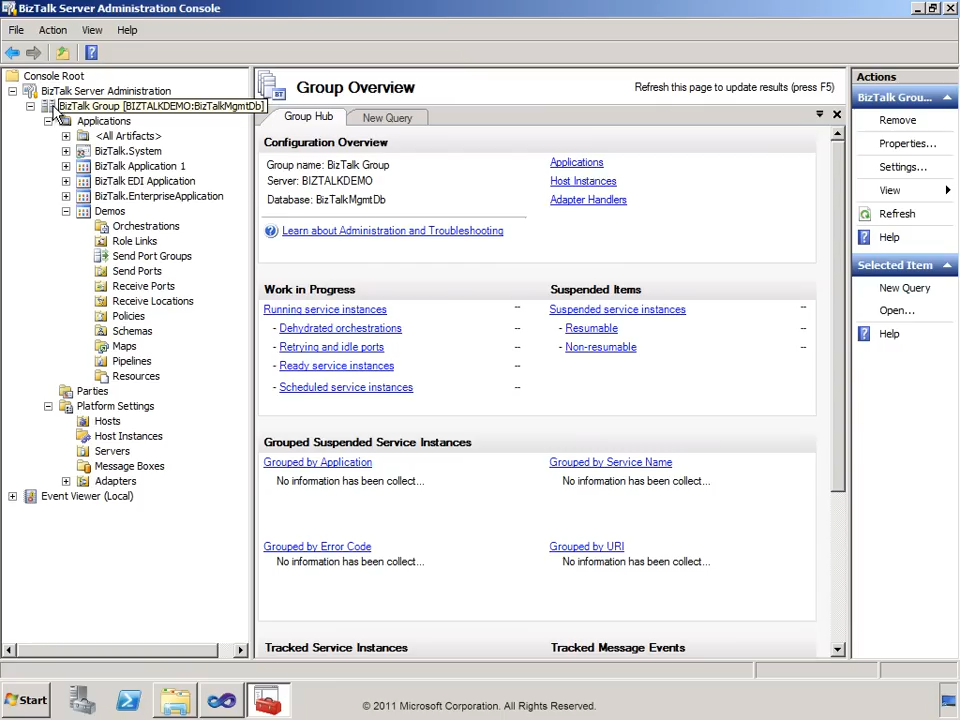 BizTalk Server Administration Console
File Action View Help
Console Root
BizTalk Server Administration
BizTalk Group [BIZTALKDEMO:BizTalkMgmtDb]
Applications
<All Artifacts>
BizTalk.System
BizTalk Application 1
BizTalk EDI Application
BizTalk.EnterpriseApplication
Demos
Orchestrations
Role Links
Send Port Groups
Send Ports
Receive Ports
Receive Locations
Policies
Schemas
Maps
Pipelines
Resources
Parties
Platform Settings
Hosts
Host Instances
Servers
Message Boxes
Adapters
Event Viewer (Local)
BT
Group Overview
Refresh this page to update results (press F5)
Group Hub New Query
Configuration Overview
Group name: BizTalk Group Applications
Server: BIZTALKDEMO Host Instances
Database: BizTalkMgmtDb Adapter Handlers
Learn about Administration and Troubleshooting
Work in Progress Suspended Items
Running service instances -- Suspended service instances --
- Dehydrated orchestrations -- - Resumable --
- Retrying and idle ports -- - Non-resumable --
- Ready service instances --
- Scheduled service instances --
Grouped Suspended Service Instances
Grouped by Application Grouped by Service Name
No information has been collect... No information has been collect...
Grouped by Error Code Grouped by URI
No information has been collect... No information has been collect...
Tracked Service Instances Tracked Message Events
Actions
BizTalk Grou...
Remove
Properties...
Settings...
View
Refresh
Help
Selected Item
New Query
Open...
Help
Start
© 2011 Microsoft Corporation. All Rights Reserved.